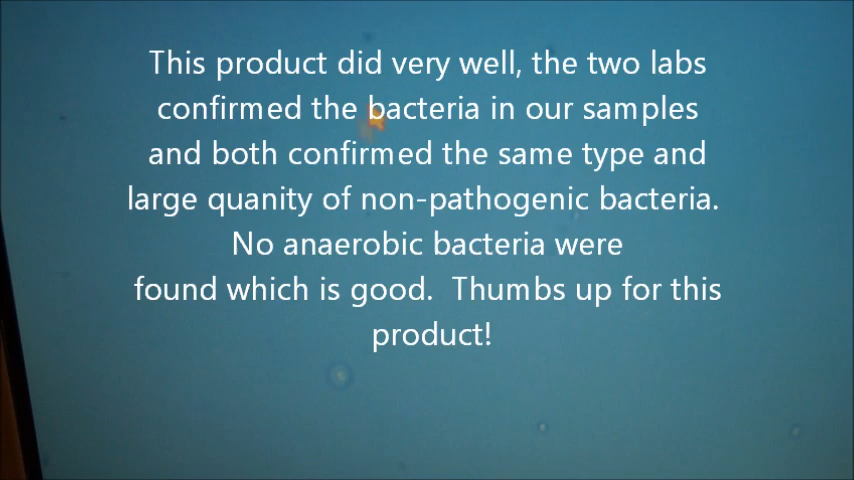 This product did very well, the two labs
confirmed the bacteria in our samples
and both confirmed the same type and
large quanity of non-pathogenic bacteria.
No anaerobic bacteria were
found which is good.  Thumbs up for this
product!